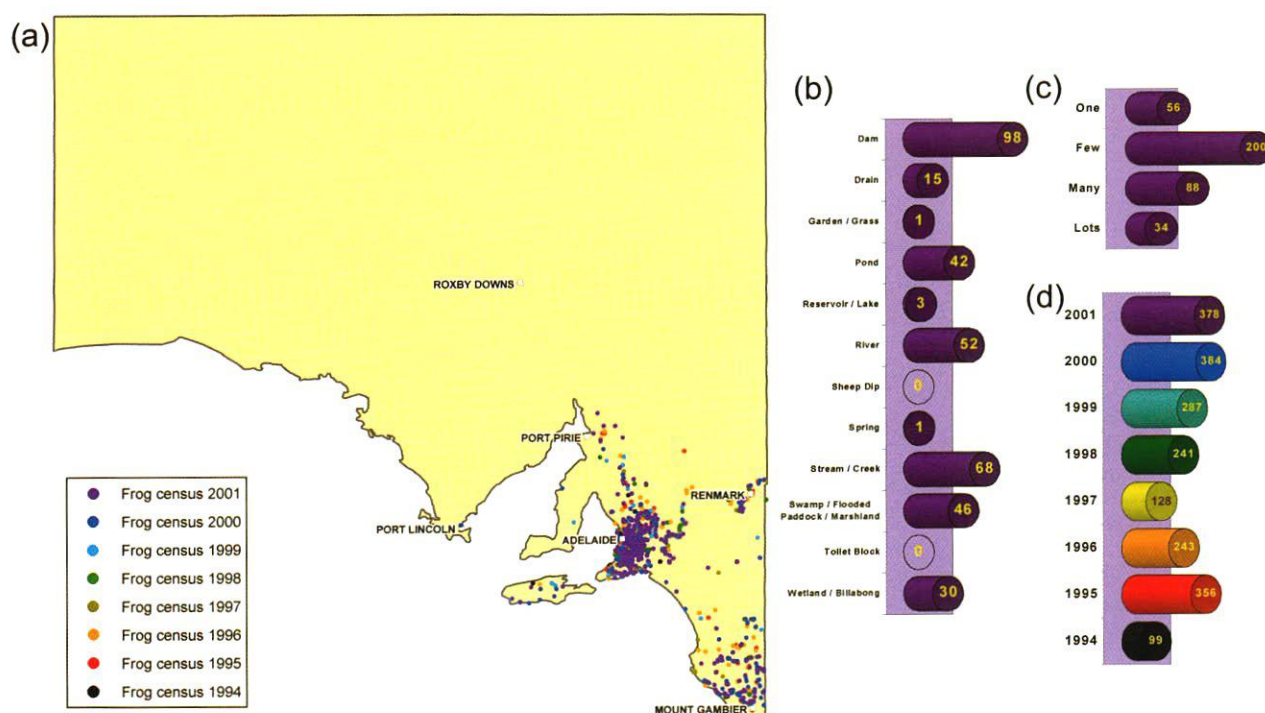 (a)
ROXBY DOWNS
PORT PIRIE
RENMARK
PORT LINCOLN
ADELAIDE
MOUNT GAMBIER
Frog census 2001
Frog census 2000
Frog census 1999
Frog census 1998
Frog census 1997
Frog census 1996
Frog census 1995
Frog census 1994
(b)
Dam 98
Drain 15
Garden / Grass 1
Pond 42
Reservoir / Lake 3
River 52
Sheep Dip 0
Spring 1
Stream / Creek 68
Swamp / Flooded
Paddock / Marshland 46
Toilet Block 0
Wetland / Billabong 30
(c)
One 56
Few 200
Many 88
Lots 34
(d)
2001 378
2000 384
1999 287
1998 241
1997 128
1996 243
1995 356
1994 99